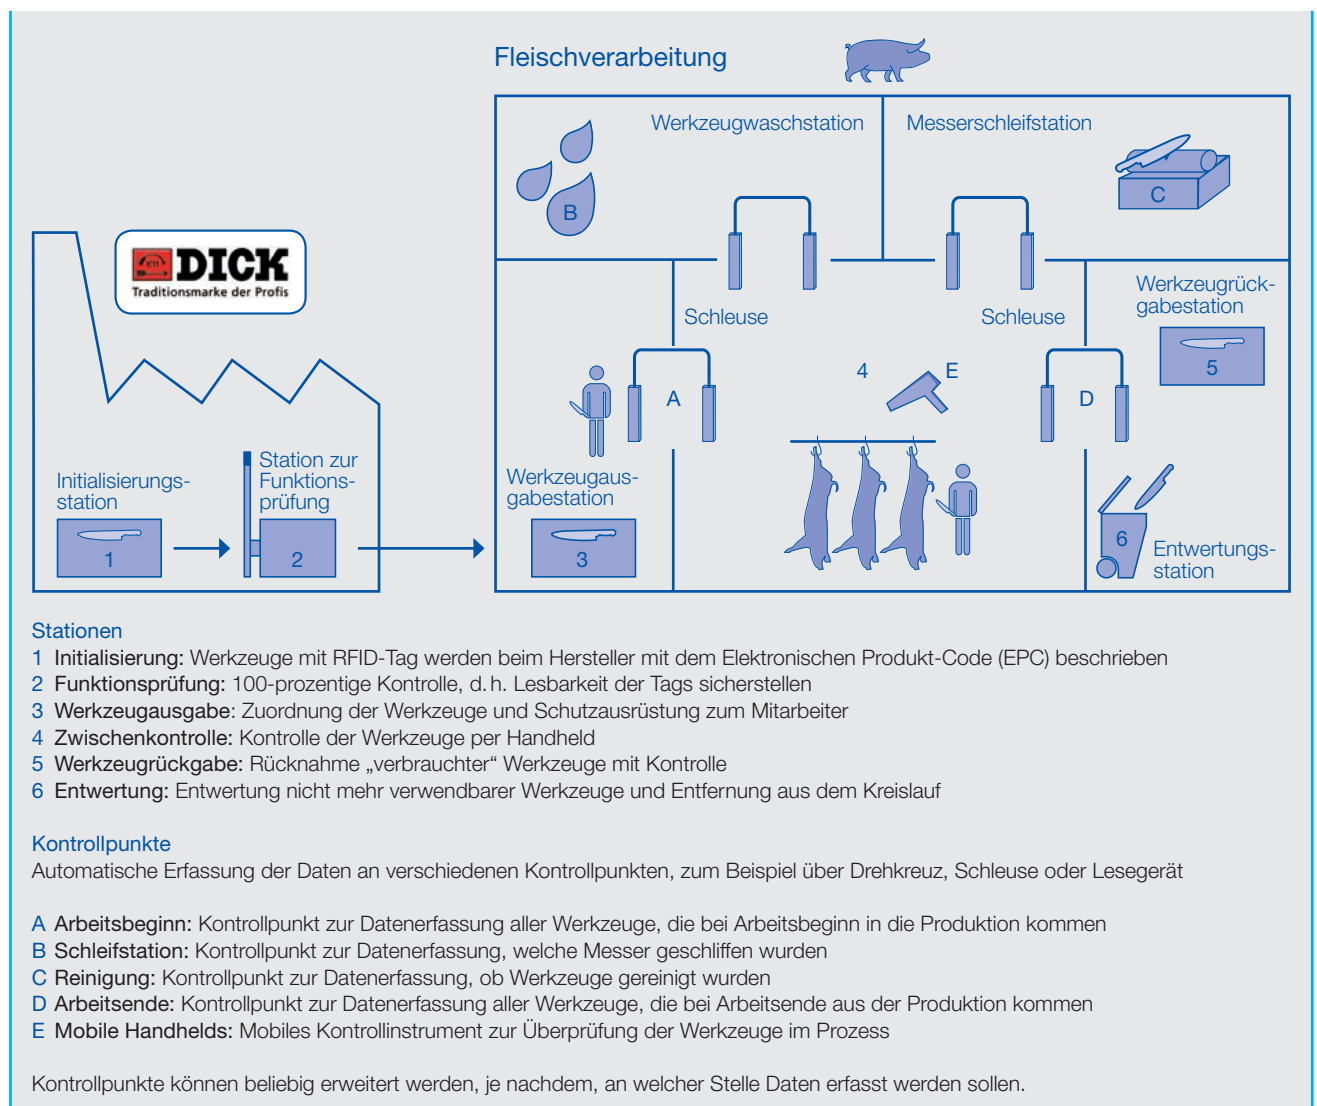 Fleischverarbeitung
Werkzeugwaschstation
Messerschleifstation
B
C
DICK
Traditionsmarke der Profis
Schleuse
Schleuse
Werkzeugrück-
gabestation
5
A
4
E
D
Initialisierungs-
station
1
Station zur
Funktions-
prüfung
2
Werkzeugaus-
gabestation
3
6
Entwertungs-
station
Stationen
1 Initialisierung: Werkzeuge mit RFID-Tag werden beim Hersteller mit dem Elektronischen Produkt-Code (EPC) beschrieben
2 Funktionsprüfung: 100-prozentige Kontrolle, d. h. Lesbarkeit der Tags sicherstellen
3 Werkzeugausgabe: Zuordnung der Werkzeuge und Schutzausrüstung zum Mitarbeiter
4 Zwischenkontrolle: Kontrolle der Werkzeuge per Handheld
5 Werkzeugrückgabe: Rücknahme „verbrauchter“ Werkzeuge mit Kontrolle
6 Entwertung: Entwertung nicht mehr verwendbarer Werkzeuge und Entfernung aus dem Kreislauf
Kontrollpunkte
Automatische Erfassung der Daten an verschiedenen Kontrollpunkten, zum Beispiel über Drehkreuz, Schleuse oder Lesegerät
A Arbeitsbeginn: Kontrollpunkt zur Datenerfassung aller Werkzeuge, die bei Arbeitsbeginn in die Produktion kommen
B Schleifstation: Kontrollpunkt zur Datenerfassung, welche Messer geschliffen wurden
C Reinigung: Kontrollpunkt zur Datenerfassung, ob Werkzeuge gereinigt wurden
D Arbeitsende: Kontrollpunkt zur Datenerfassung aller Werkzeuge, die bei Arbeitsende aus der Produktion kommen
E Mobile Handhelds: Mobiles Kontrollinstrument zur Überprüfung der Werkzeuge im Prozess
Kontrollpunkte können beliebig erweitert werden, je nachdem, an welcher Stelle Daten erfasst werden sollen.